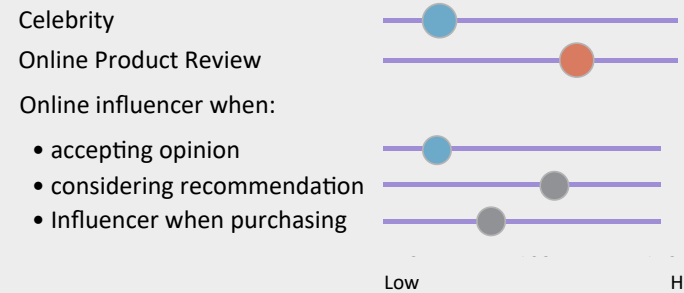 Celebrity
Online Product Review
Online influencer when:
• accepting opinion
• considering recommendation
• Influencer when purchasing
Low H